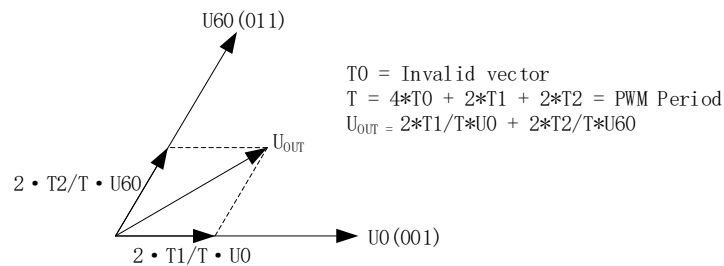 U60(011)
T0 = Invalid vector
T = 4*T0 + 2*T1 + 2*T2 = PWM Period
UOUT = 2*T1/T*U0 + 2*T2/T*U60
UOUT
2・T2/T・U60
U0(001)
2・T1/T・U0